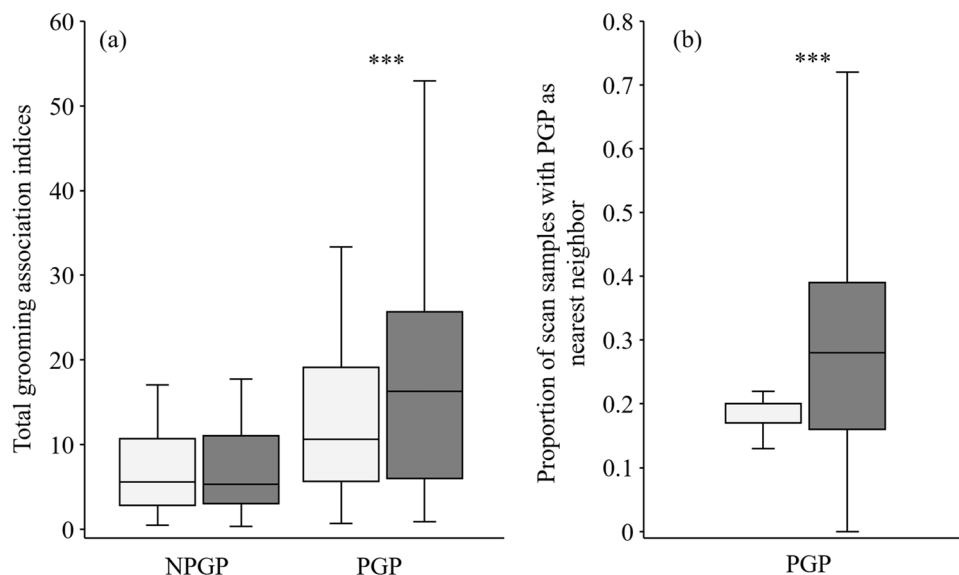 (a)
***
Total grooming association indices
60
50
40
30
20
10
0
NPGP
PGP
(b)
***
Proportion of scan samples with PGP as
nearest neighbor
0.8
0.7
0.6
0.5
0.4
0.3
0.2
0.1
0
PGP